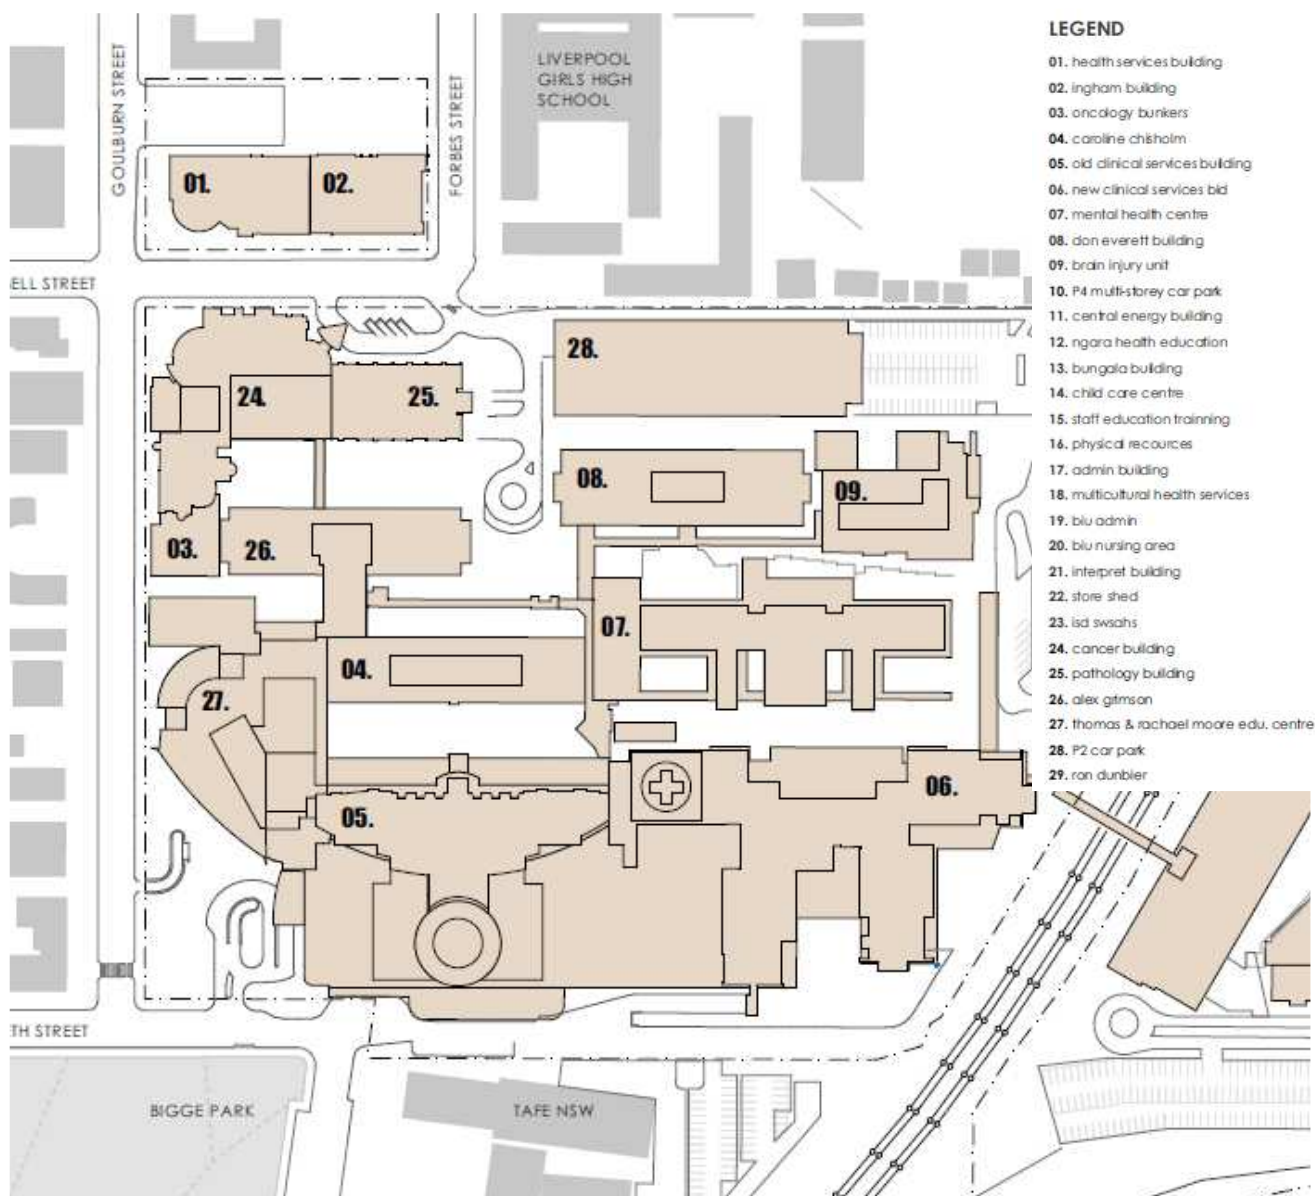 GOULBURN STREET
FORBES STREET
LIVERPOOL
GIRLS HIGH
SCHOOL
01.
02.
ELL STREET
24.
25.
28.
08.
09.
03.
26.
07.
04.
27.
05.
06.
TH STREET
BIGGE PARK
TAFE NSW
LEGEND
01. health services building
02. ingham building
03. oncology bunkers
04. caroline chisholm
05. old clinical services building
06. new clinical services bld
07. mental health centre
08. don everett building
09. brain injury unit
10. P4 multi-storey car park
11. central energy building
12. ngara health education
13. bungala building
14. child care centre
15. staff education trainning
16. physical recources
17. admin building
18. multicultural health services
19. biu admin
20. biu nursing area
21. interpret building
22. store shed
23. isd swsahs
24. cancer building
25. pathology building
26. alex grimson
27. thomas & rachael moore edu. centre
28. P2 car park
29. ron dunbier